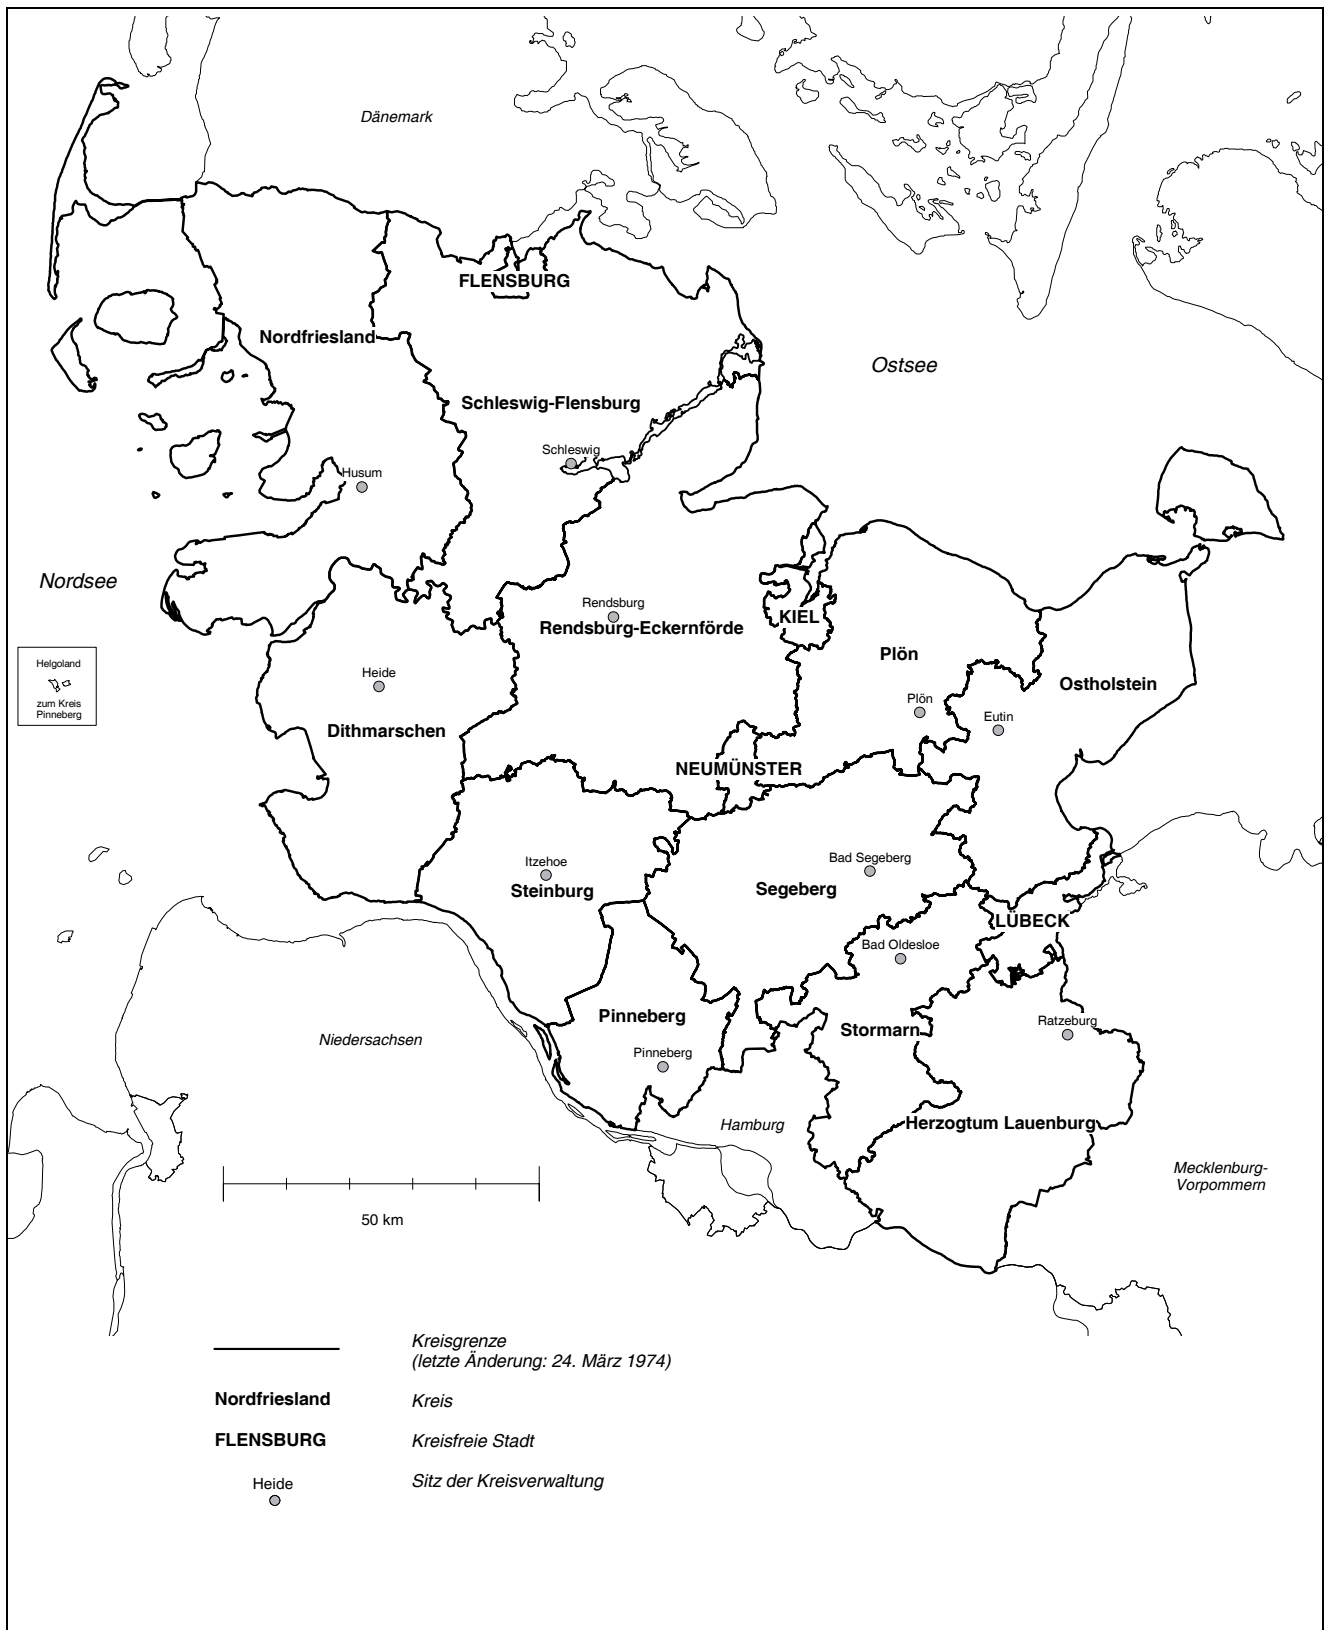 Dänemark
FLENSBURG
Nordfriesland
Ostsee
Schleswig-Flensburg
Schleswig
Husum
Nordsee
Rendsburg
Rendsburg-Eckernförde
KIEL
Helgoland
zum Kreis
Pinneberg
Heide
Dithmarschen
Plön
Plön
Eutin
Ostholstein
NEUMÜNSTER
Itzehoe
Steinburg
Bad Segeberg
Segeberg
LÜBECK
Bad Oldesloe
Pinneberg
Pinneberg
Stormarn
Ratzeburg
Niedersachsen
Hamburg
Herzogtum Lauenburg
Mecklenburg-
Vorpommern
50 km
Kreisgrenze
(letzte Änderung: 24. März 1974)
Nordfriesland Kreis
FLENSBURG Kreisfreie Stadt
Heide Sitz der Kreisverwaltung